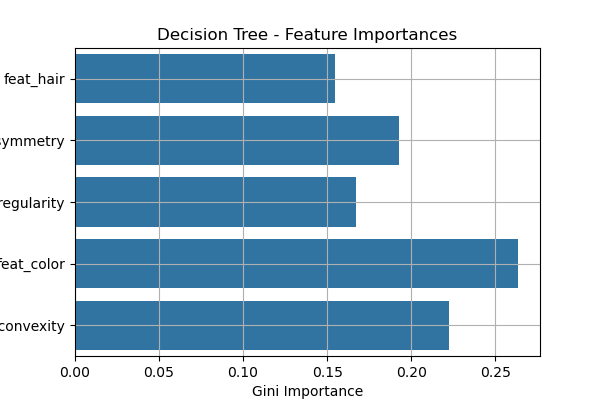 Decision Tree - Feature Importances
feat_hair
symmetry
regularity
feat_color
convexity
0.00 0.05 0.10 0.15 0.20 0.25
Gini Importance